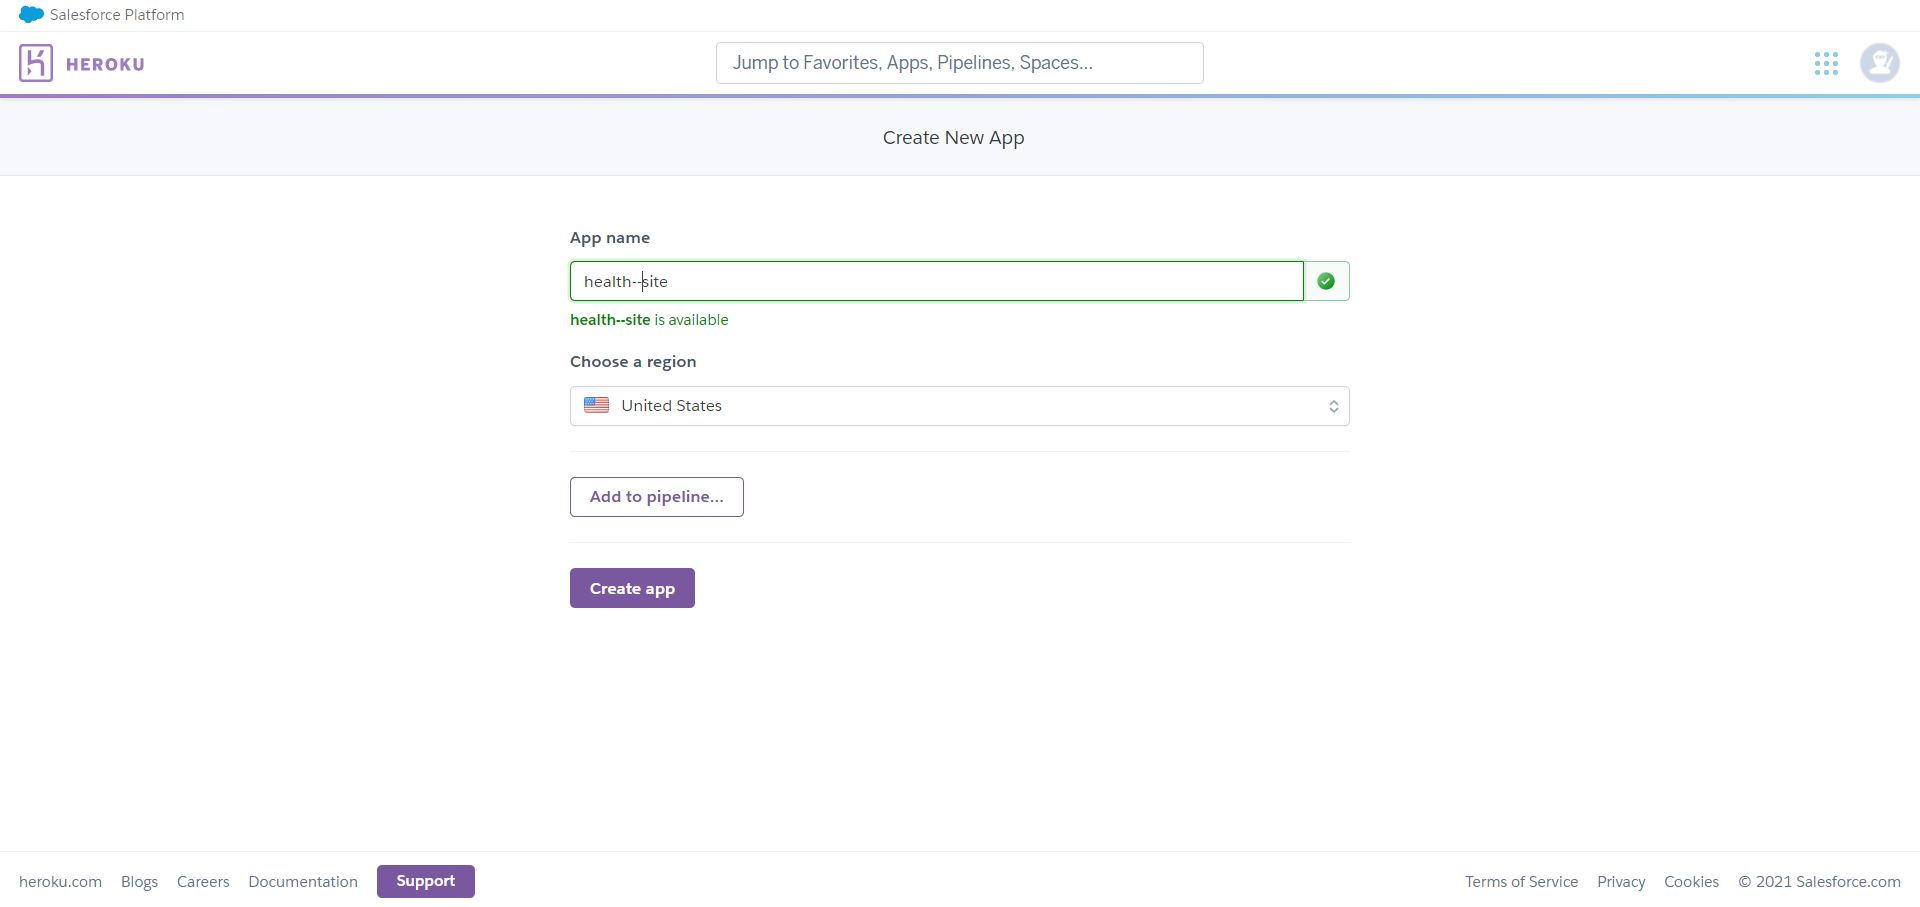 Salesforce Platform
HEROKU
Jump to Favorites, Apps, Pipelines, Spaces...
Create New App
App name
health--site
health--site is available
Choose a region
United States
Add to pipeline...
Create app
heroku.com Blogs Careers Documentation Support Terms of Service Privacy Cookies © 2021 Salesforce.com